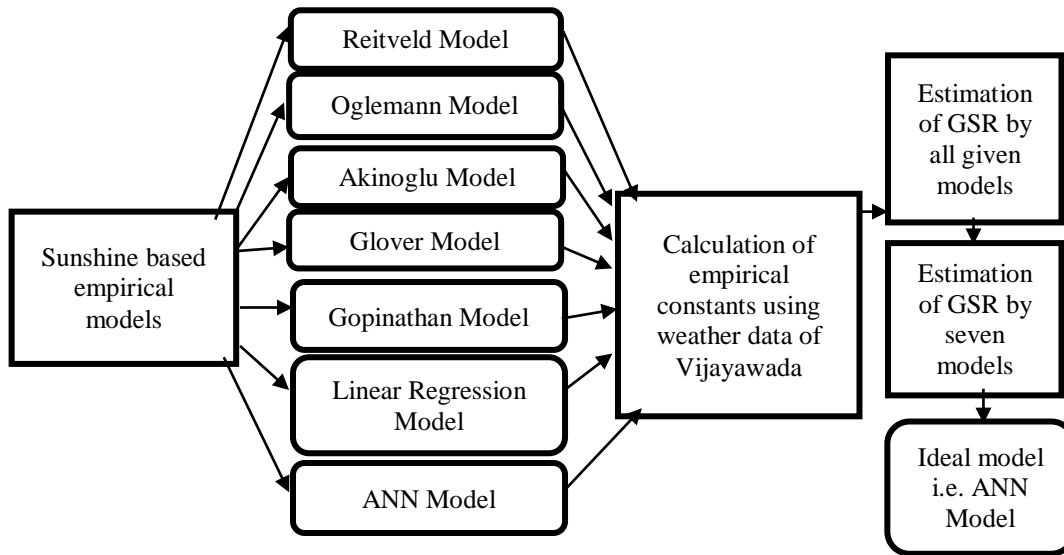 Sunshine based
empirical
models
Reitveld Model
Oglemann Model
Akinoglu Model
Glover Model
Gopinathan Model
Linear Regression
Model
ANN Model
Calculation of
empirical
constants using
weather data of
Vijayawada
Estimation
of GSR by
all given
models
Estimation
of GSR by
seven
models
Ideal model
i.e. ANN
Model